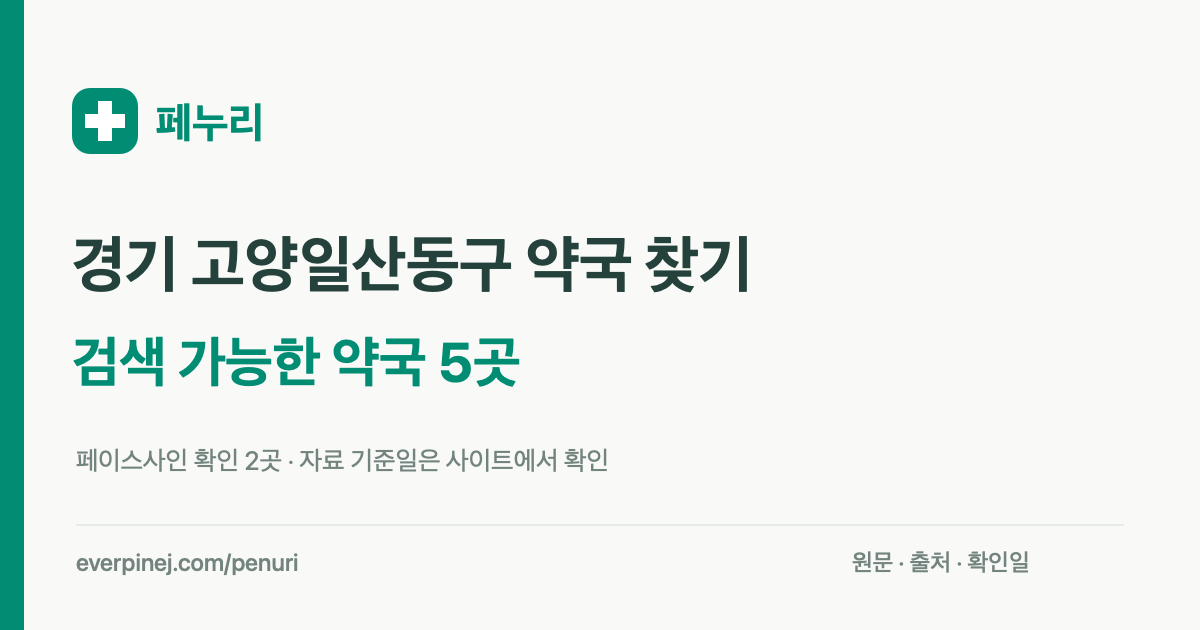 페누리
경기 고양일산동구 약국 찾기
검색 가능한 약국 5곳
페이스사인 확인 2곳 · 자료 기준일은 사이트에서 확인
everpinej.com/penuri
원문 · 출처 · 확인일